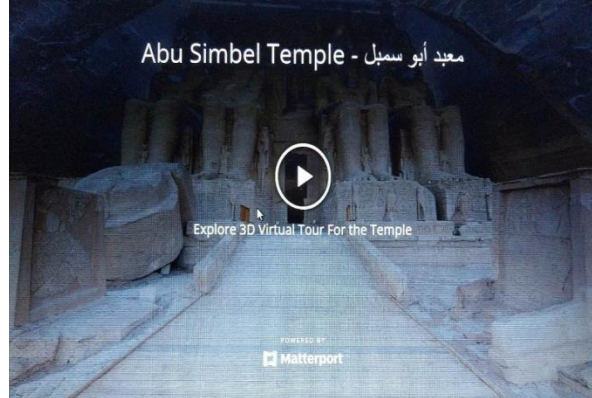 Abu Simbel Temple - معبد أبو سمبل
Explore 3D Virtual Tour For the Temple
POWERED BY
Matterport